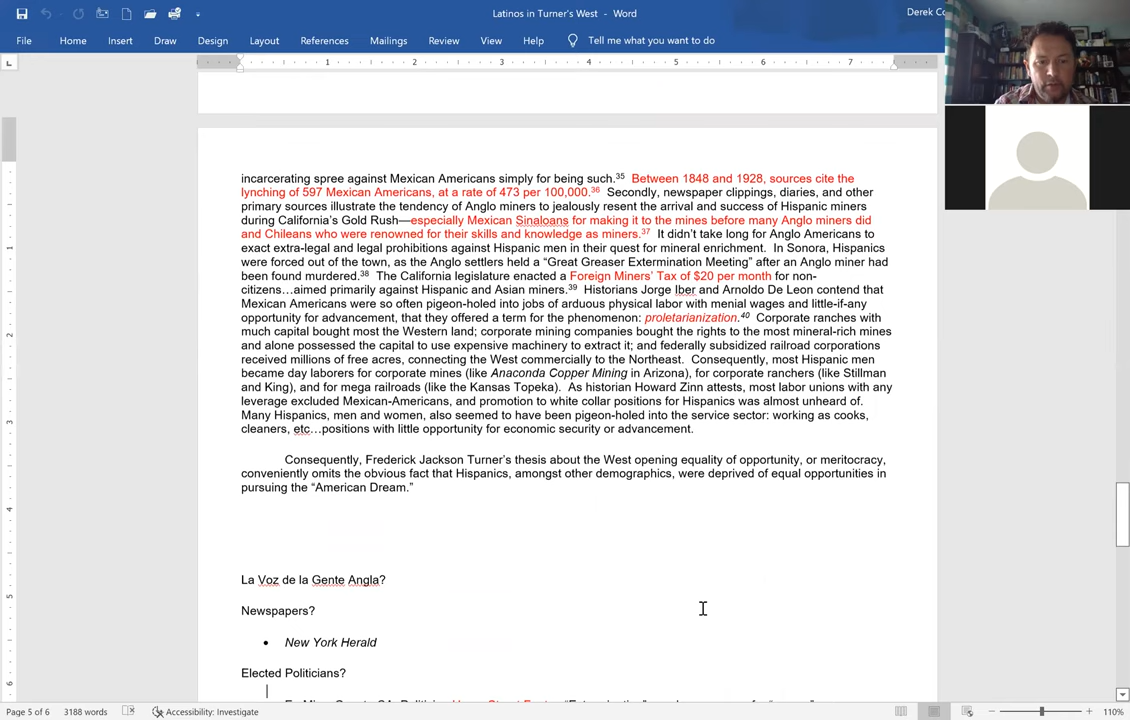 Latinos in Turner's West - Word
Derek Co
File Home Insert Draw Design Layout References Mailings Review View Help Tell me what you want to do
1 2 3 4 5 6 7
incarcerating spree against Mexican Americans simply for being such.35 Between 1848 and 1928, sources cite the
lynching of 597 Mexican Americans, at a rate of 473 per 100,000.36 Secondly, newspaper clippings, diaries, and other
primary sources illustrate the tendency of Anglo miners to jealously resent the arrival and success of Hispanic miners
during California's Gold Rush—especially Mexican Sinaloans for making it to the mines before many Anglo miners did
and Chileans who were renowned for their skills and knowledge as miners.37 It didn't take long for Anglo Americans to
exact extra-legal and legal prohibitions against Hispanic men in their quest for mineral enrichment. In Sonora, Hispanics
were forced out of the town, as the Anglo settlers held a “Great Greaser Extermination Meeting” after an Anglo miner had
been found murdered.38 The California legislature enacted a Foreign Miners' Tax of $20 per month for non-
citizens…aimed primarily against Hispanic and Asian miners.39 Historians Jorge Iber and Arnoldo De Leon contend that
Mexican Americans were so often pigeon-holed into jobs of arduous physical labor with menial wages and little-if-any
opportunity for advancement, that they offered a term for the phenomenon: proletarianization.40 Corporate ranches with
much capital bought most the Western land; corporate mining companies bought the rights to the most mineral-rich mines
and alone possessed the capital to use expensive machinery to extract it; and federally subsidized railroad corporations
received millions of free acres, connecting the West commercially to the Northeast. Consequently, most Hispanic men
became day laborers for corporate mines (like Anaconda Copper Mining in Arizona), for corporate ranchers (like Stillman
and King), and for mega railroads (like the Kansas Topeka). As historian Howard Zinn attests, most labor unions with any
leverage excluded Mexican-Americans, and promotion to white collar positions for Hispanics was almost unheard of.
Many Hispanics, men and women, also seemed to have been pigeon-holed into the service sector: working as cooks,
cleaners, etc…positions with little opportunity for economic security or advancement.
Consequently, Frederick Jackson Turner's thesis about the West opening equality of opportunity, or meritocracy,
conveniently omits the obvious fact that Hispanics, amongst other demographics, were deprived of equal opportunities in
pursuing the “American Dream.”
La Voz de la Gente Angla?
Newspapers?
• New York Herald
Elected Politicians?
Page 5 of 6 3188 words Accessibility: Investigate 110%